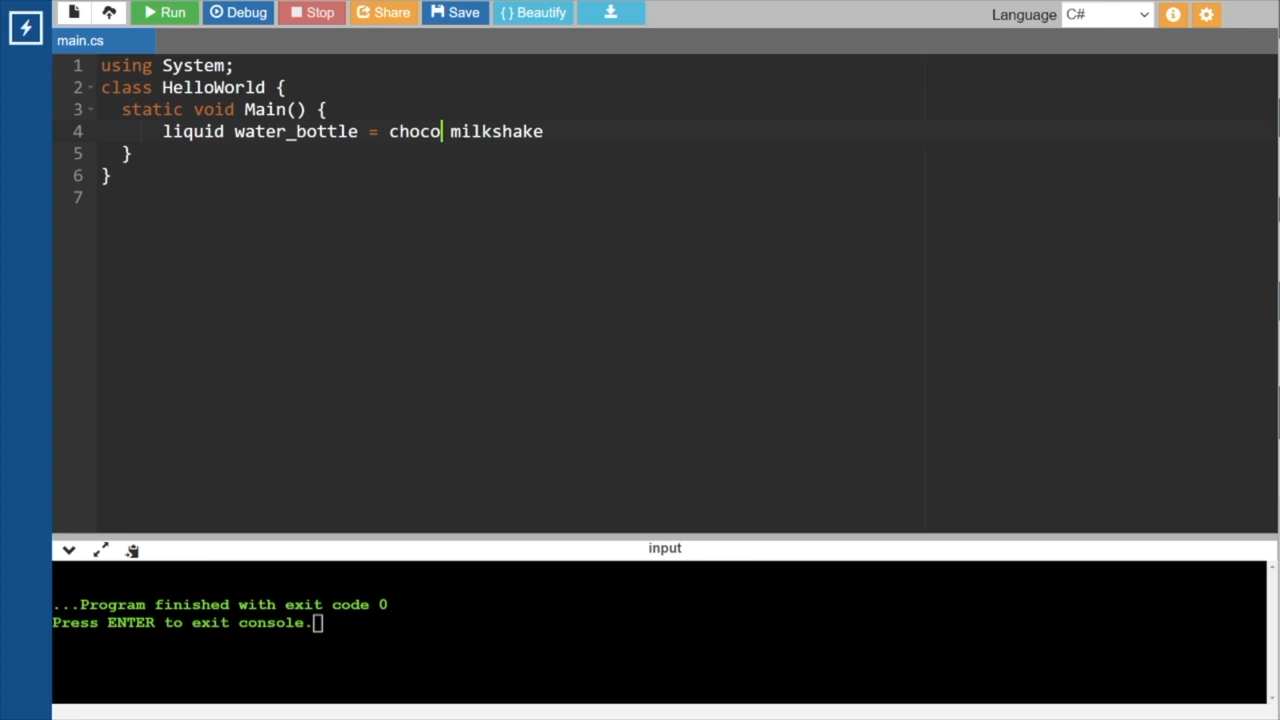 Run Debug Stop Share Save { } Beautify Language C#
main.cs
1 using System;
2 class HelloWorld {
3 static void Main() {
4 liquid water_bottle = choco milkshake
5 }
6 }
7
input
...Program finished with exit code 0
Press ENTER to exit console.